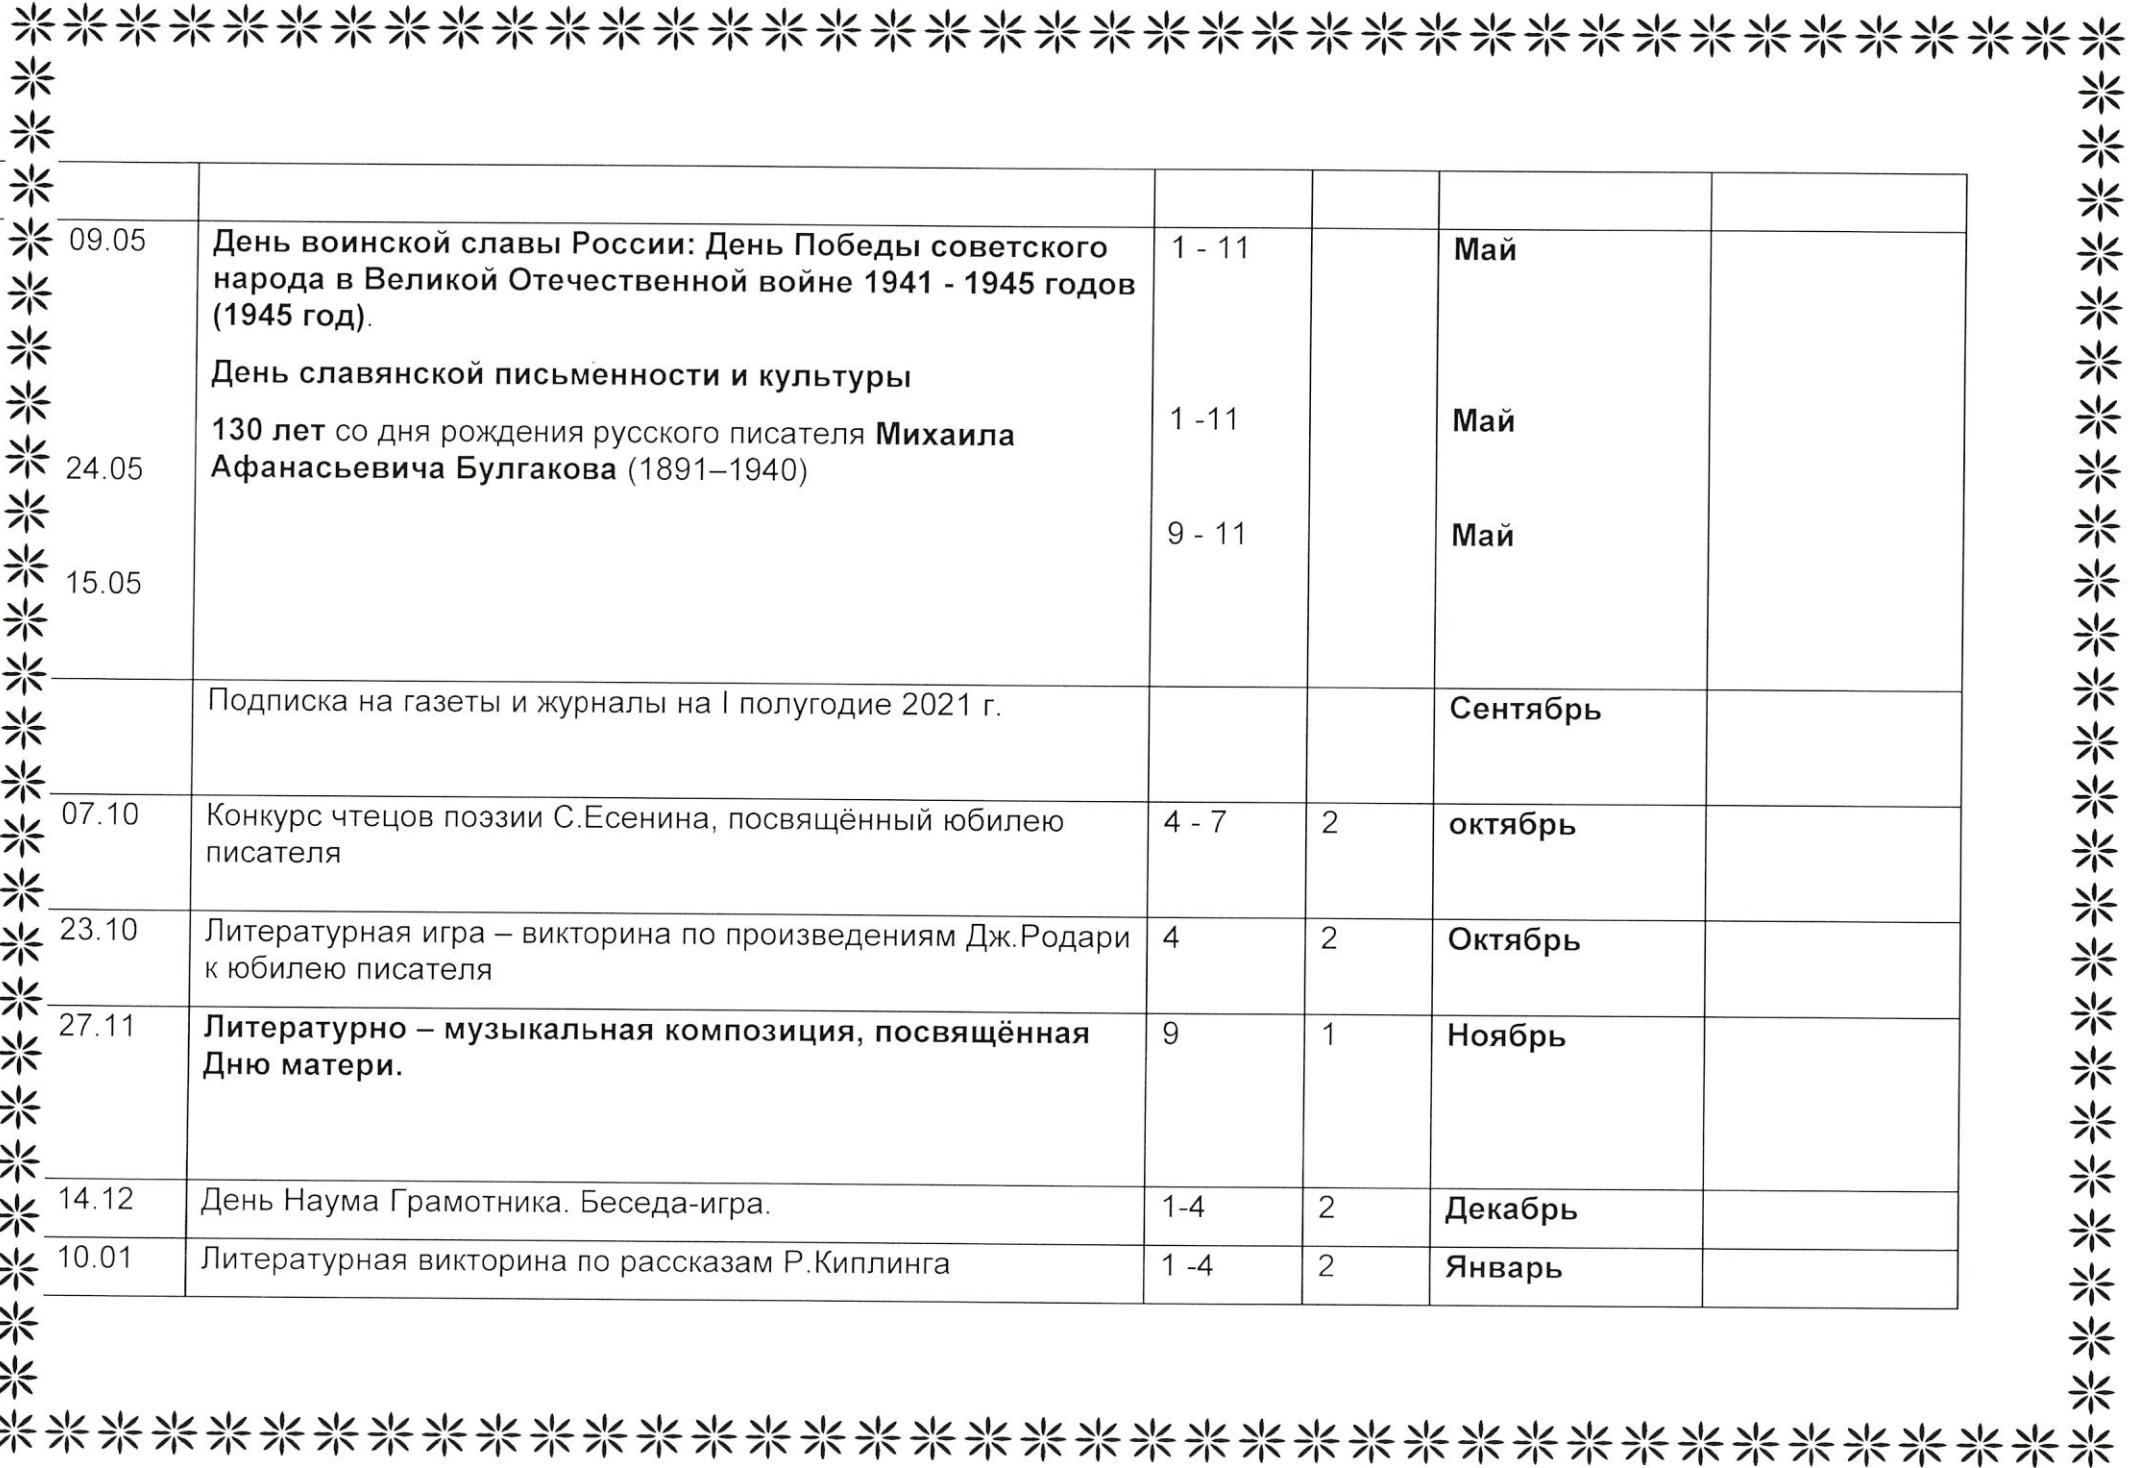 09.05 День воинской славы России: День Победы советского 1 - 11 Май
народа в Великой Отечественной войне 1941 - 1945 годов
(1945 год).
День славянской письменности и культуры
1 -11 Май
130 лет со дня рождения русского писателя Михаила
24.05 Афанасьевича Булгакова (1891–1940)
9 - 11 Май
15.05
Подписка на газеты и журналы на I полугодие 2021 г. Сентябрь
07.10 Конкурс чтецов поэзии С.Есенина, посвящённый юбилею 4 - 7 2 октябрь
писателя
23.10 Литературная игра – викторина по произведениям Дж.Родари 4 2 Октябрь
к юбилею писателя
27.11 Литературно – музыкальная композиция, посвящённая 9 1 Ноябрь
Дню матери.
14.12 День Наума Грамотника. Беседа-игра. 1-4 2 Декабрь
10.01 Литературная викторина по рассказам Р.Киплинга 1 -4 2 Январь